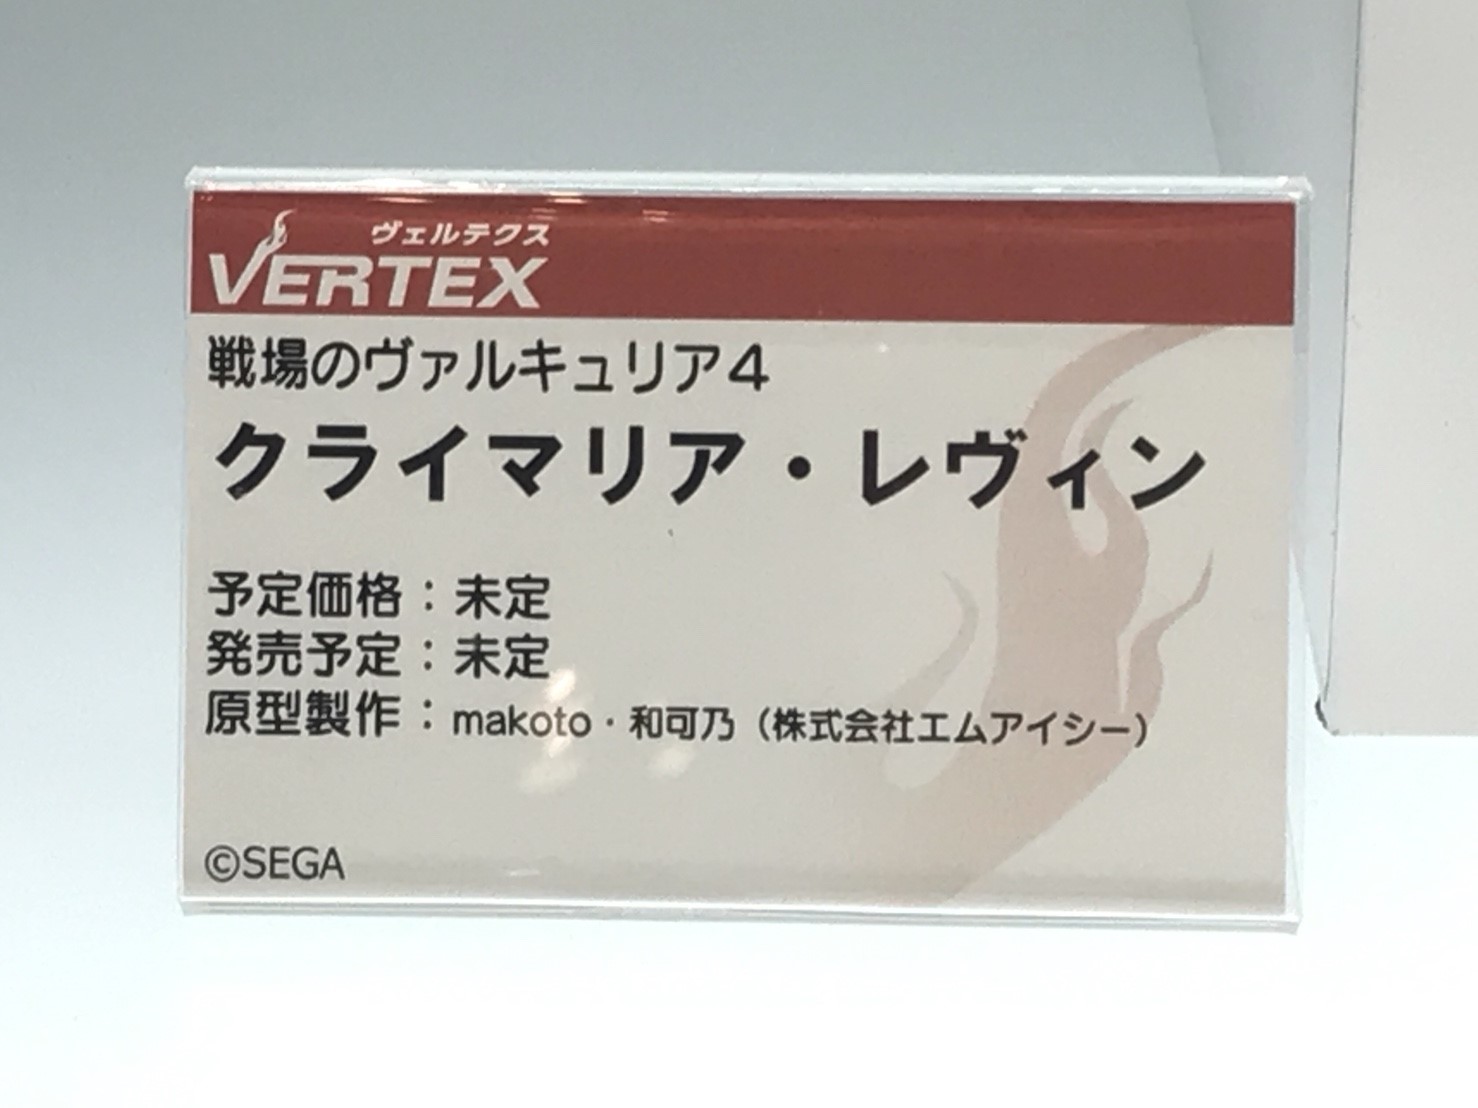 ヴェルテクス
VERTEX
戦場のヴァルキュリア4
クライマリア・レヴィン
予定価格：未定
発売予定：未定
原型製作：makoto・和可乃（株式会社エムアイシー）
©SEGA